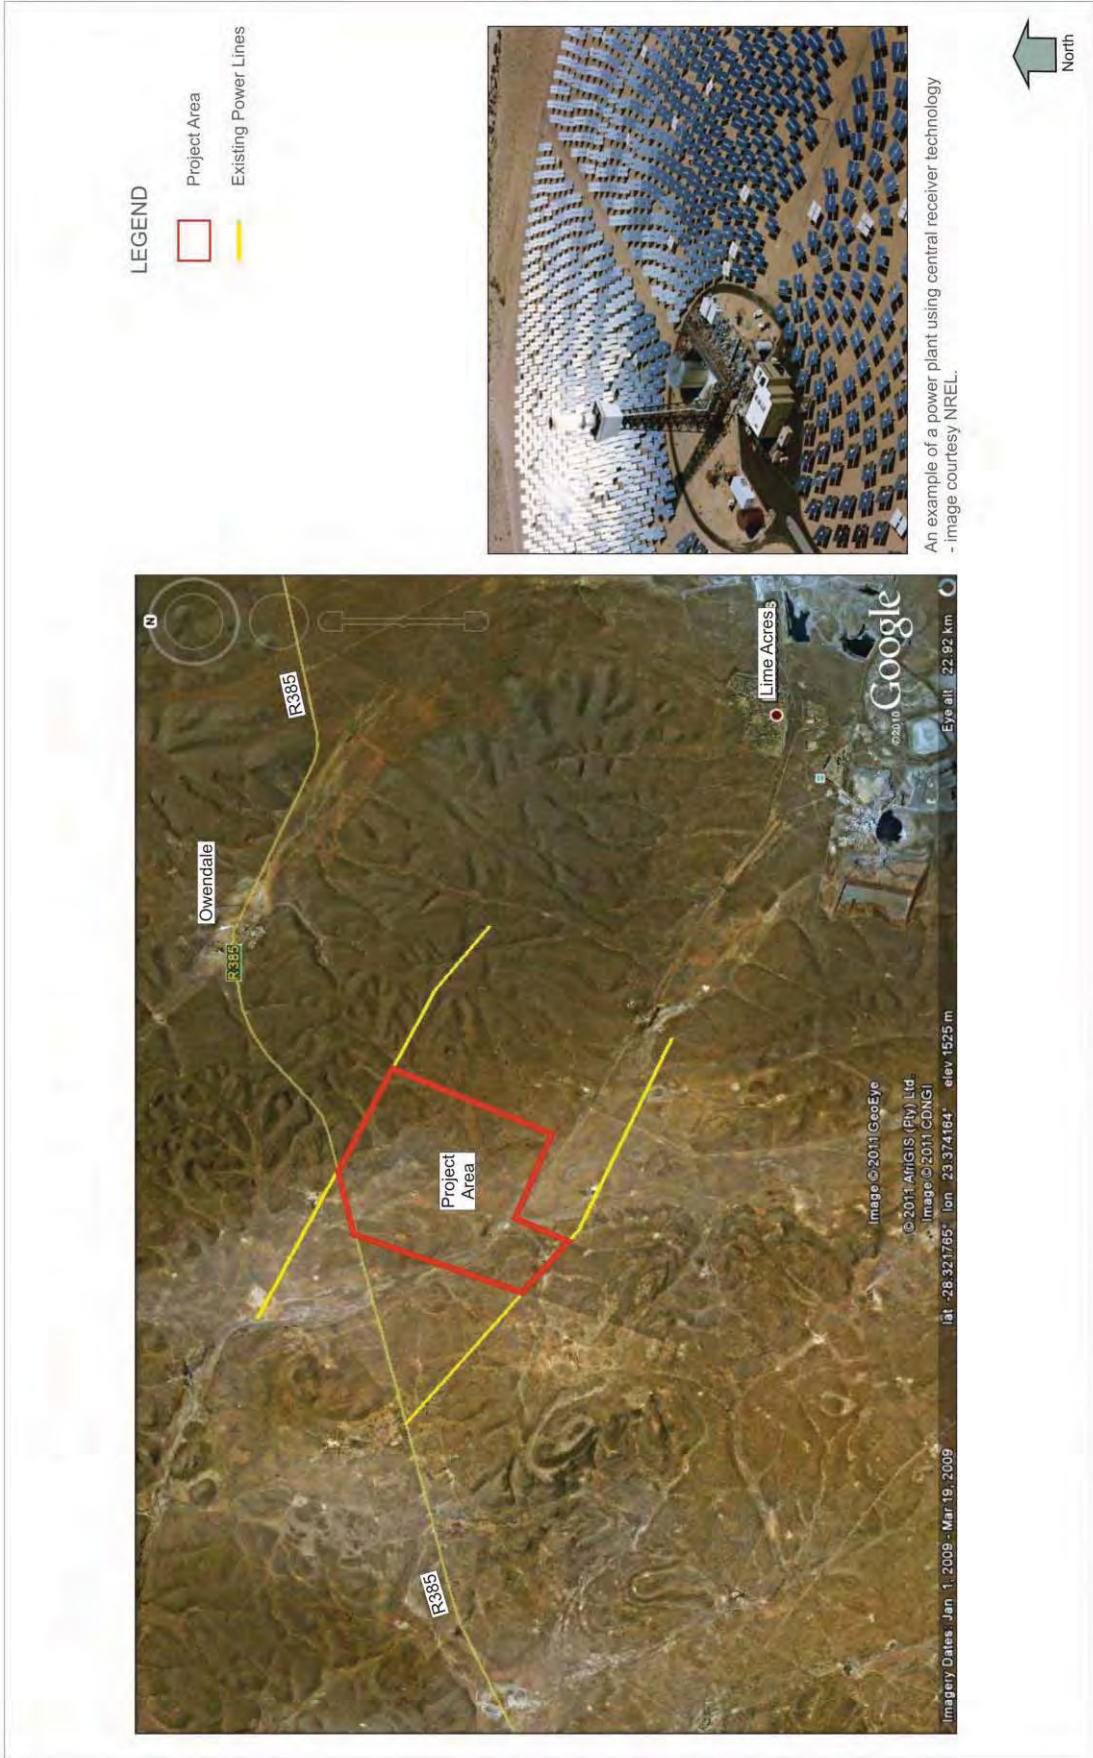 LEGEND
Project Area
Existing Power Lines
R385
Owendale
R385
Project
Area
R385
Lime Acres
N
©2010 Google
Image © 2011 GeoEye
© 2011 AfriGIS (Pty) Ltd.
Image © 2011 CDNGI
Imagery Dates: Jan 1, 2009 - Mar 19, 2009 lat -28.321765° lon 23.374164° elev 1525 m Eye alt 22.92 km
An example of a power plant using central receiver technology
- image courtesy NREL.
North